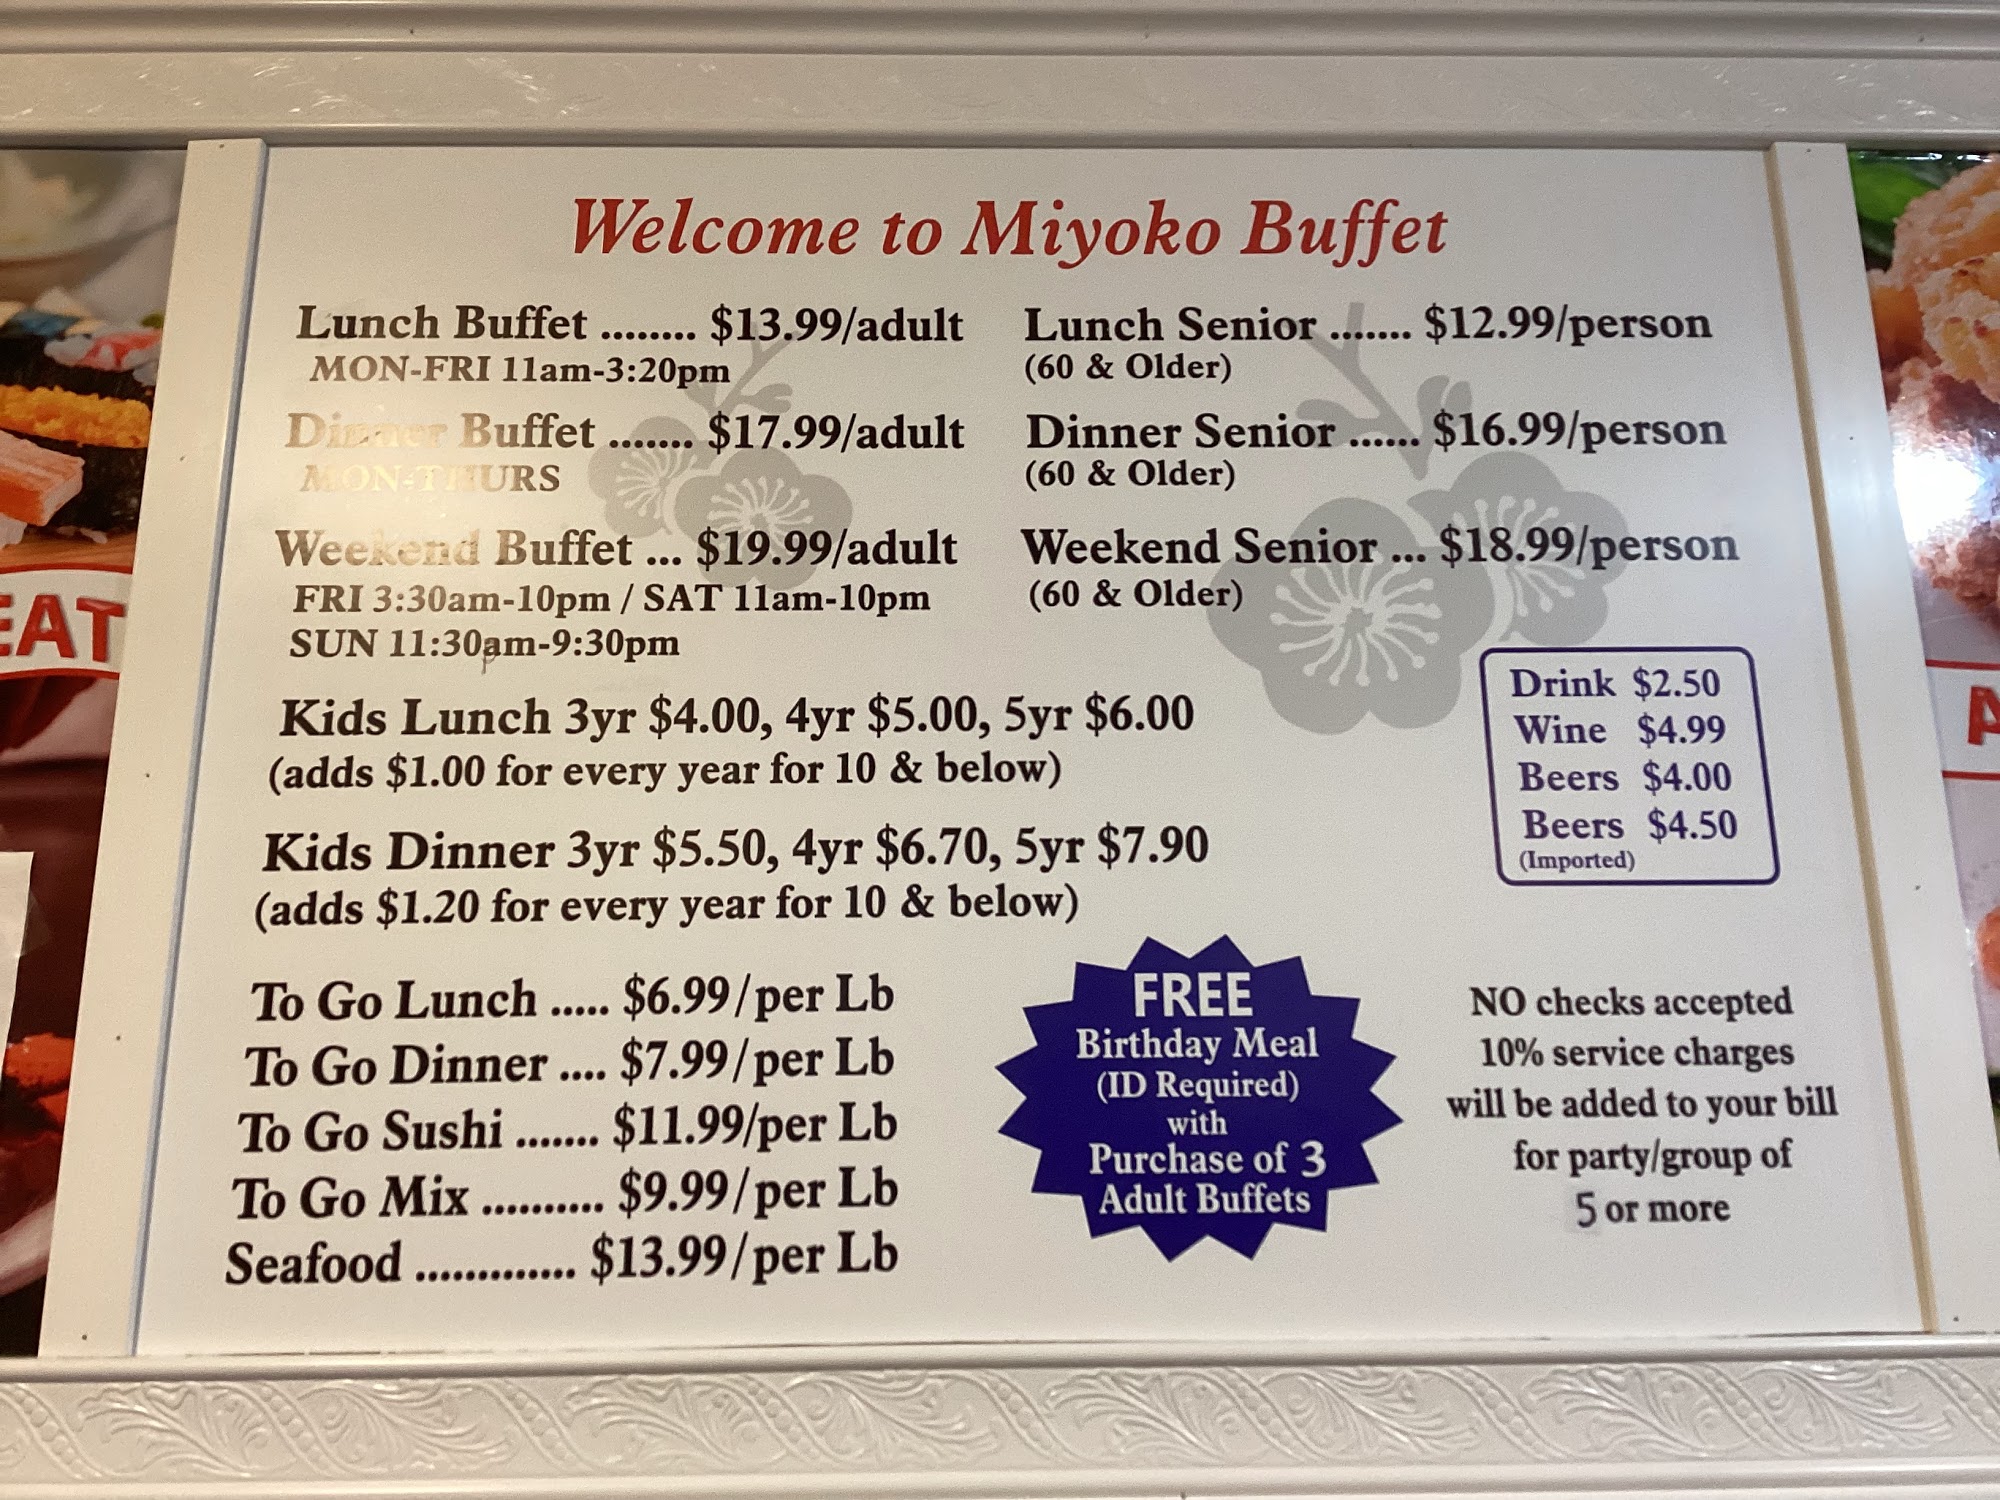 Welcome to Miyoko Buffet
Lunch Buffet ........ $13.99/adult
MON-FRI 11am-3:20pm
Dinner Buffet ....... $17.99/adult
MON-THURS
Weekend Buffet ... $19.99/adult
FRI 3:30am-10pm / SAT 11am-10pm
SUN 11:30am-9:30pm
Lunch Senior ....... $12.99/person
(60 & Older)
Dinner Senior ...... $16.99/person
(60 & Older)
Weekend Senior ... $18.99/person
(60 & Older)
Kids Lunch 3yr $4.00, 4yr $5.00, 5yr $6.00
(adds $1.00 for every year for 10 & below)
Kids Dinner 3yr $5.50, 4yr $6.70, 5yr $7.90
(adds $1.20 for every year for 10 & below)
Drink $2.50
Wine $4.99
Beers $4.00
Beers $4.50
(Imported)
To Go Lunch ..... $6.99/per Lb
To Go Dinner .... $7.99/per Lb
To Go Sushi ....... $11.99/per Lb
To Go Mix .......... $9.99/per Lb
Seafood ............. $13.99/per Lb
FREE
Birthday Meal
(ID Required)
with
Purchase of 3
Adult Buffets
NO checks accepted
10% service charges
will be added to your bill
for party/group of
5 or more
EAT